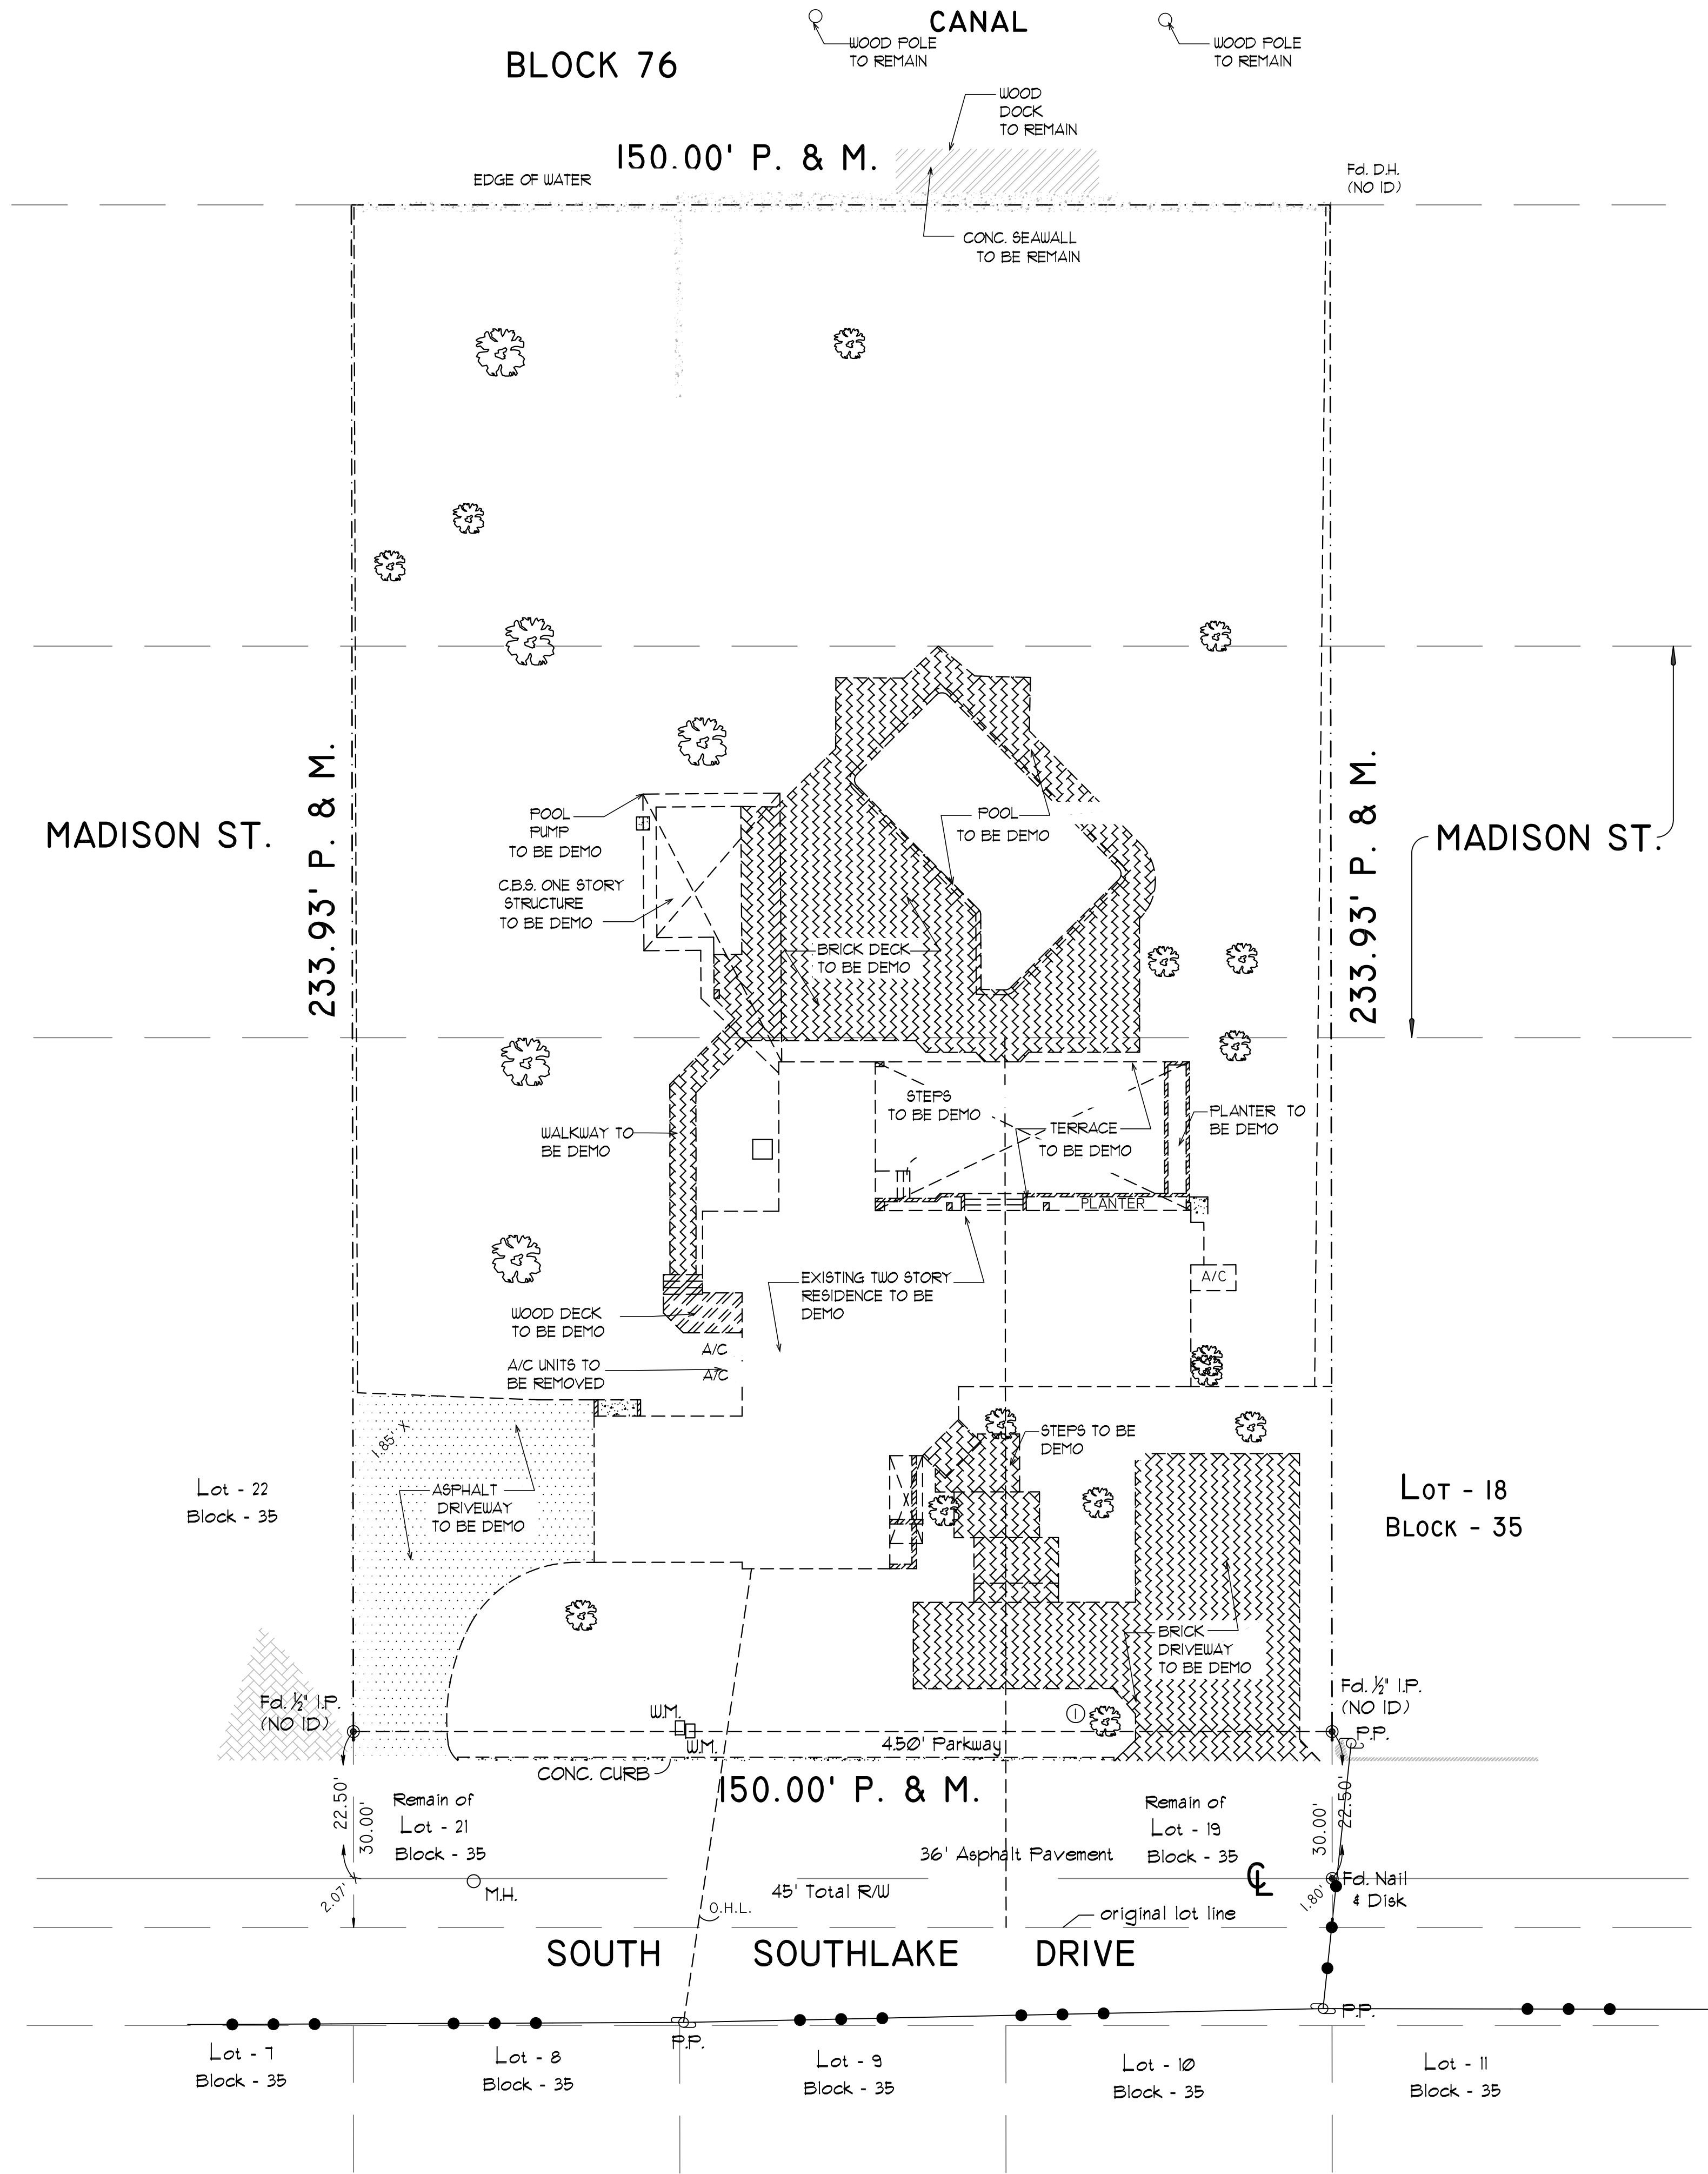 CANAL
WOOD POLE
TO REMAIN
WOOD POLE
TO REMAIN
BLOCK 76
WOOD
DOCK
TO REMAIN
150.00' P. & M.
EDGE OF WATER
Fd. D.H.
(NO ID)
CONC. SEAWALL
TO BE REMAIN
MADISON ST.
233.93' P. & M.
233.93' P. & M.
MADISON ST.
POOL
PUMP
TO BE DEMO
POOL
TO BE DEMO
C.B.S. ONE STORY
STRUCTURE
TO BE DEMO
BRICK DECK
TO BE DEMO
STEPS
TO BE DEMO
PLANTER TO
BE DEMO
WALKWAY TO
BE DEMO
TERRACE
TO BE DEMO
PLANTER
A/C
EXISTING TWO STORY
RESIDENCE TO BE
DEMO
WOOD DECK
TO BE DEMO
A/C
A/C UNITS TO
BE REMOVED
A/C
1.85' X
STEPS TO BE
DEMO
Lot - 22
Block - 35
ASPHALT
DRIVEWAY
TO BE DEMO
LOT - 18
BLOCK - 35
X
BRICK
DRIVEWAY
TO BE DEMO
Fd. ½" I.P.
(NO ID)
Fd. ½" I.P.
(NO ID)
W.M.
W.M.
1
P.P.
4.50' Parkway
CONC. CURB
150.00' P. & M.
22.50'
30.00'
Remain of
Lot - 21
Block - 35
Remain of
Lot - 19
Block - 35
30.00'
22.50'
36' Asphalt Pavement
2.07' X
M.H.
45' Total R/W
CL
1.80'
Fd. Nail
& Disk
O.H.L.
original lot line
SOUTH SOUTHLAKE DRIVE
P.P.
P.P.
Lot - 7
Block - 35
Lot - 8
Block - 35
Lot - 9
Block - 35
Lot - 10
Block - 35
Lot - 11
Block - 35